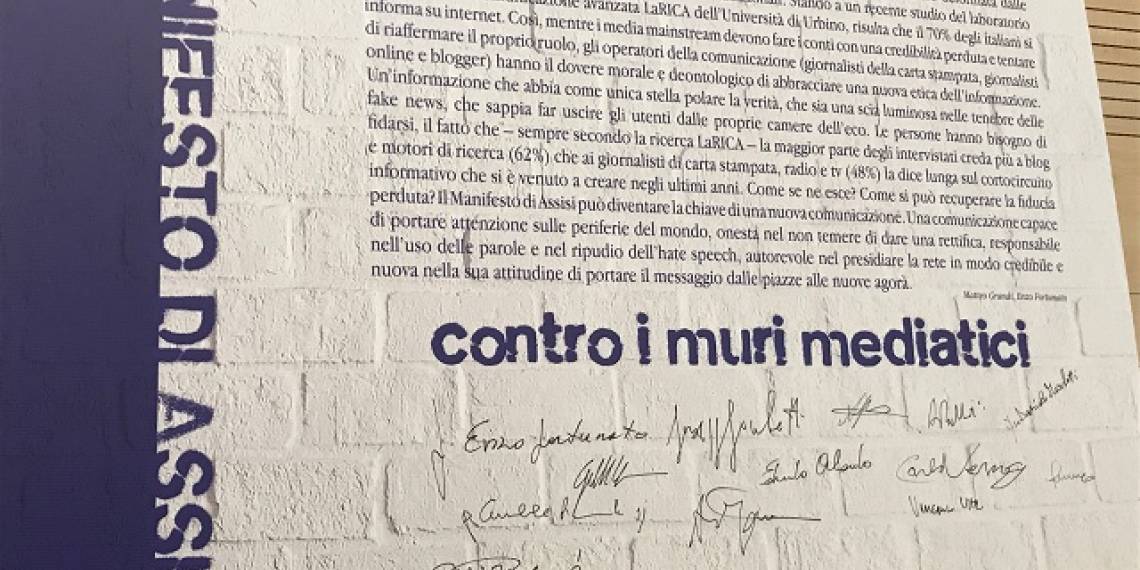 MANIFESTO DI ASSISI
avanzata LaRICA dell'Università di Urbino, risulta che il 70% degli italiani si
informa su internet. Così, mentre i media mainstream devono fare i conti con una credibilità perduta e tentare
di riaffermare il proprio ruolo, gli operatori della comunicazione (giornalisti della carta stampata, giornalisti
online e blogger) hanno il dovere morale e deontologico di abbracciare una nuova etica dell'informazione.
Un'informazione che abbia come unica stella polare la verità, che sia una scia luminosa nelle tenebre delle
fake news, che sappia far uscire gli utenti dalle proprie camere dell'eco. Le persone hanno bisogno di
fidarsi, il fatto che – sempre secondo la ricerca LaRICA – la maggior parte degli intervistati creda più a blog
e motori di ricerca (62%) che ai giornalisti di carta stampata, radio e tv (48%) la dice lunga sul cortocircuito
informativo che si è venuto a creare negli ultimi anni. Come se ne esce? Come si può recuperare la fiducia
perduta? Il Manifesto di Assisi può diventare la chiave di una nuova comunicazione. Una comunicazione capace
di portare attenzione sulle periferie del mondo, onesta nel non temere di dare una rettifica, responsabile
nell'uso delle parole e nel ripudio dell'hate speech, autorevole nel presidiare la rete in modo credibile e
nuova nella sua attitudine di portare il messaggio dalle piazze alle nuove agorà.
Enzo Fortunato
contro i muri mediatici
Enzo Fortunato